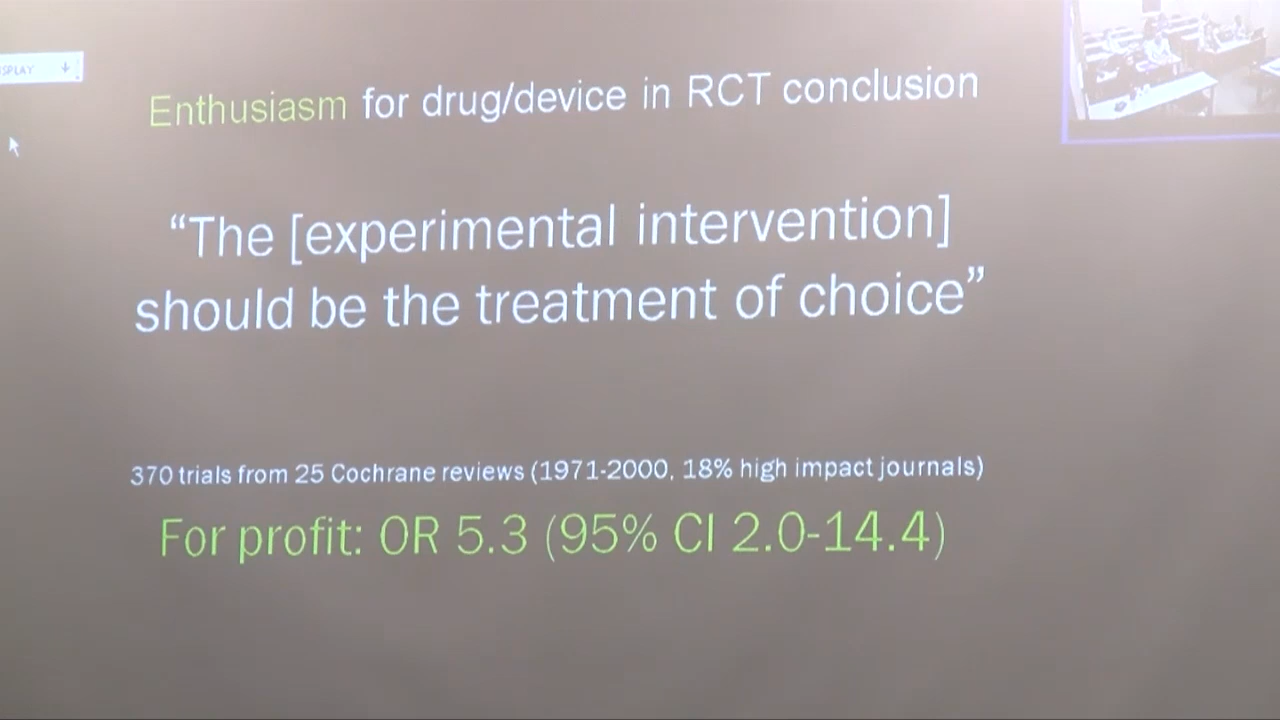 Enthusiasm for drug/device in RCT conclusion
“The [experimental intervention]
should be the treatment of choice”
370 trials from 25 Cochrane reviews (1971-2000, 18% high impact journals)
For profit: OR 5.3 (95% CI 2.0-14.4)